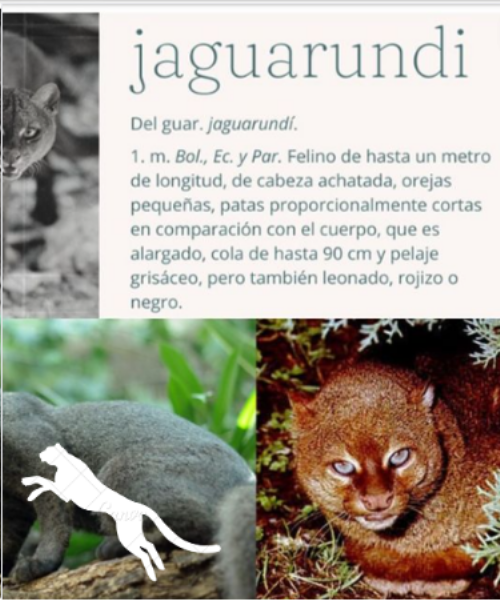 jaguarundi
Del guar. jaguarundí.
1. m. Bol., Ec. y Par. Felino de hasta un metro
de longitud, de cabeza achatada, orejas
pequeñas, patas proporcionalmente cortas
en comparación con el cuerpo, que es
alargado, cola de hasta 90 cm y pelaje
grisáceo, pero también leonado, rojizo o
negro.